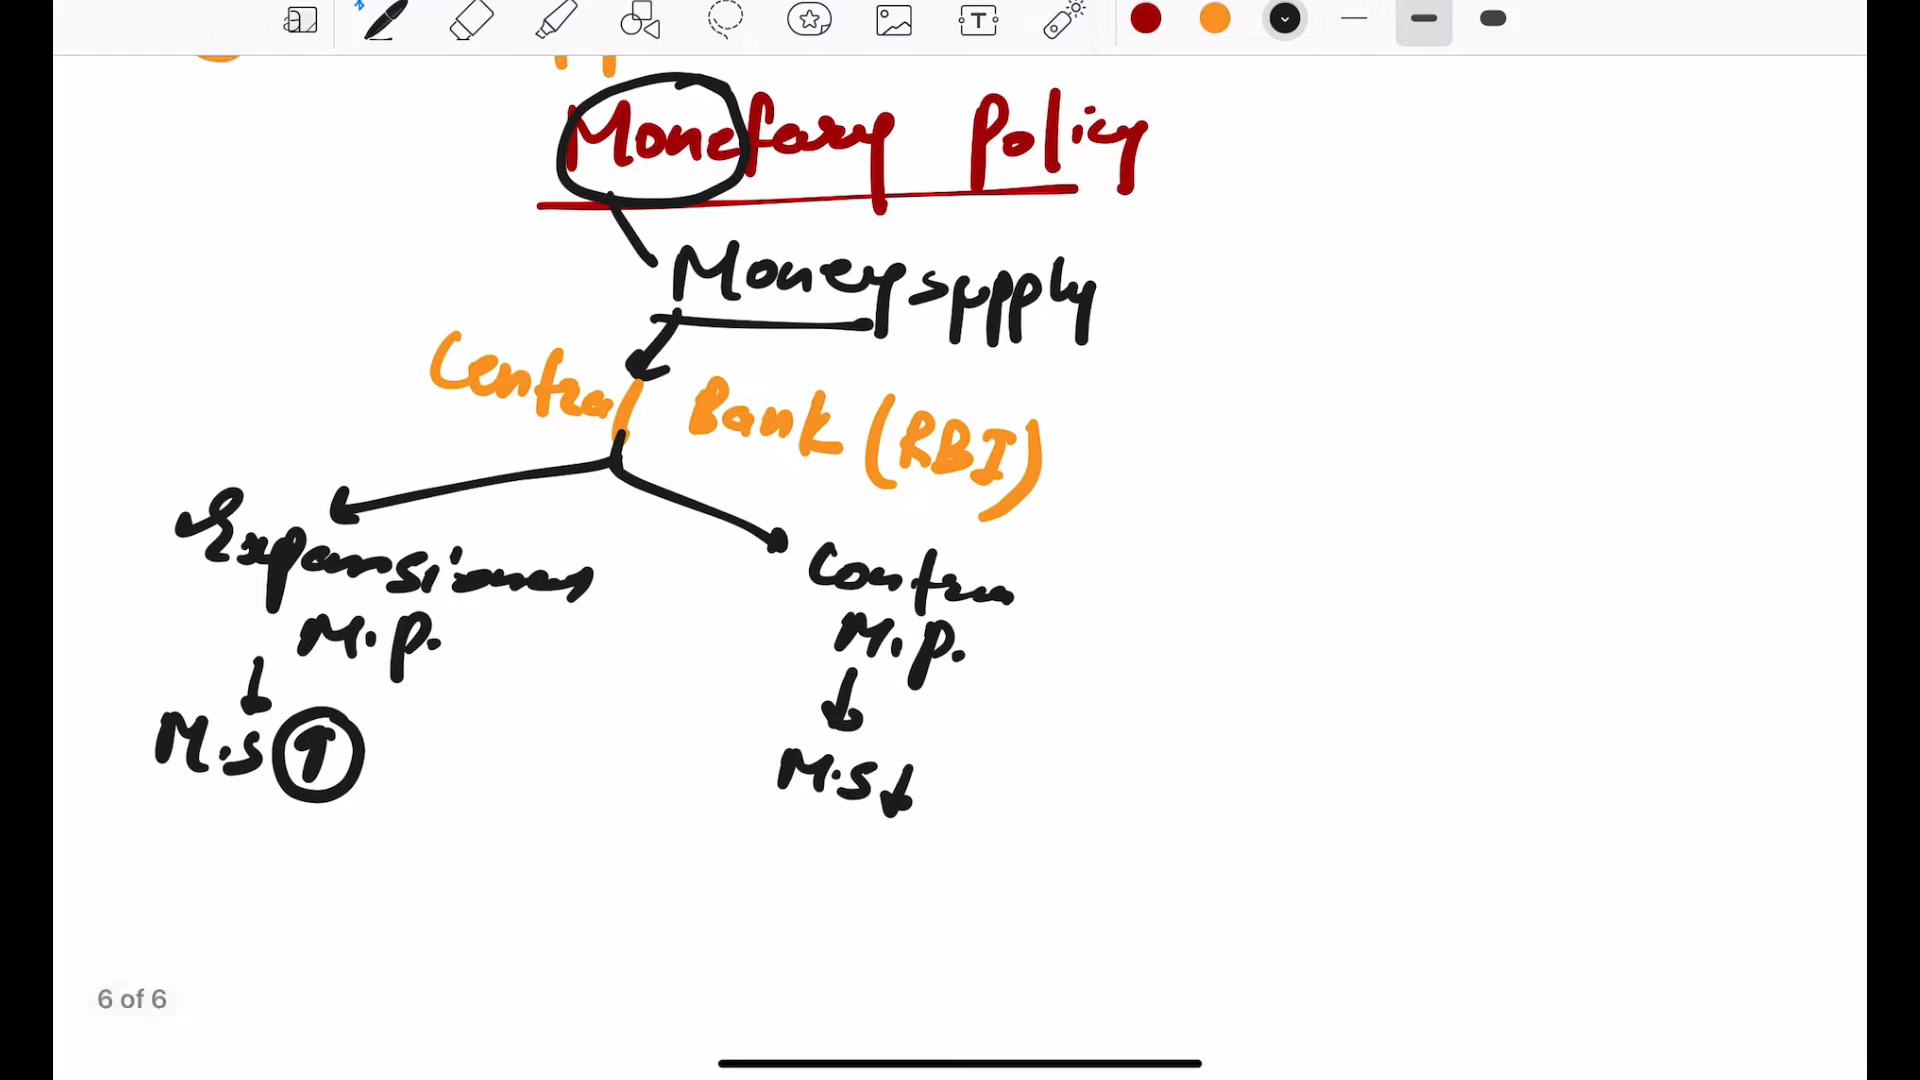 Monetary Policy
Money supply
Central Bank (RBI)
Expansionary Contra
M.P. M.P.
M.S ↑ M.S ↓
6 of 6